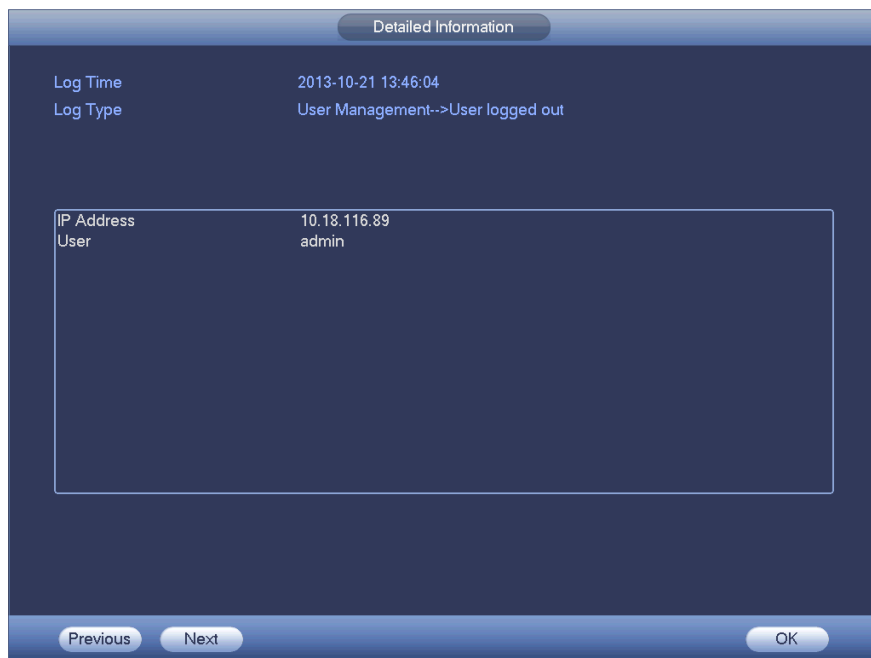 Detailed Information
Log Time 2013-10-21 13:46:04
Log Type User Management-->User logged out
IP Address 10.18.116.89
User admin
Previous Next OK